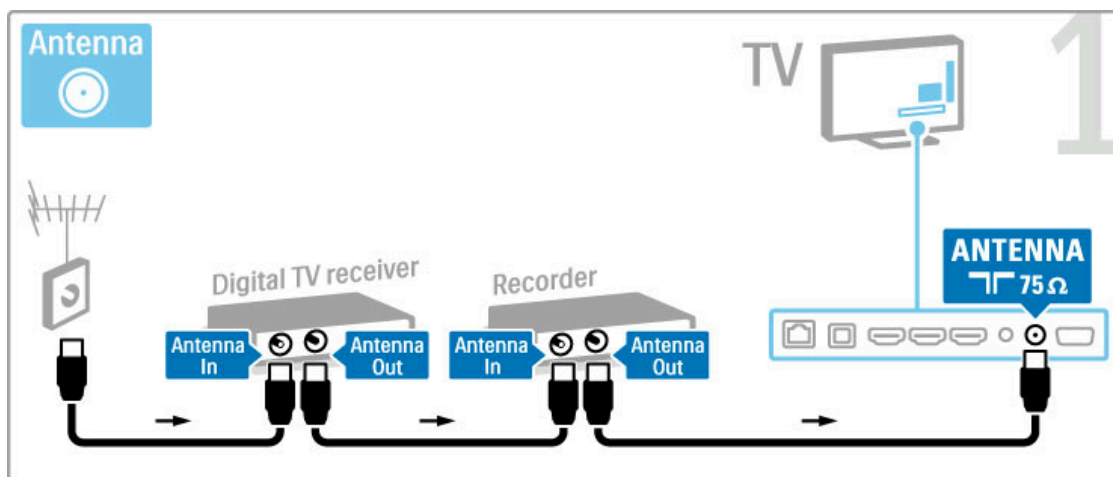 Antenna
TV
1
Digital TV receiver
Recorder
ANTENNA
75 Ω
Antenna
In
Antenna
Out
Antenna
In
Antenna
Out